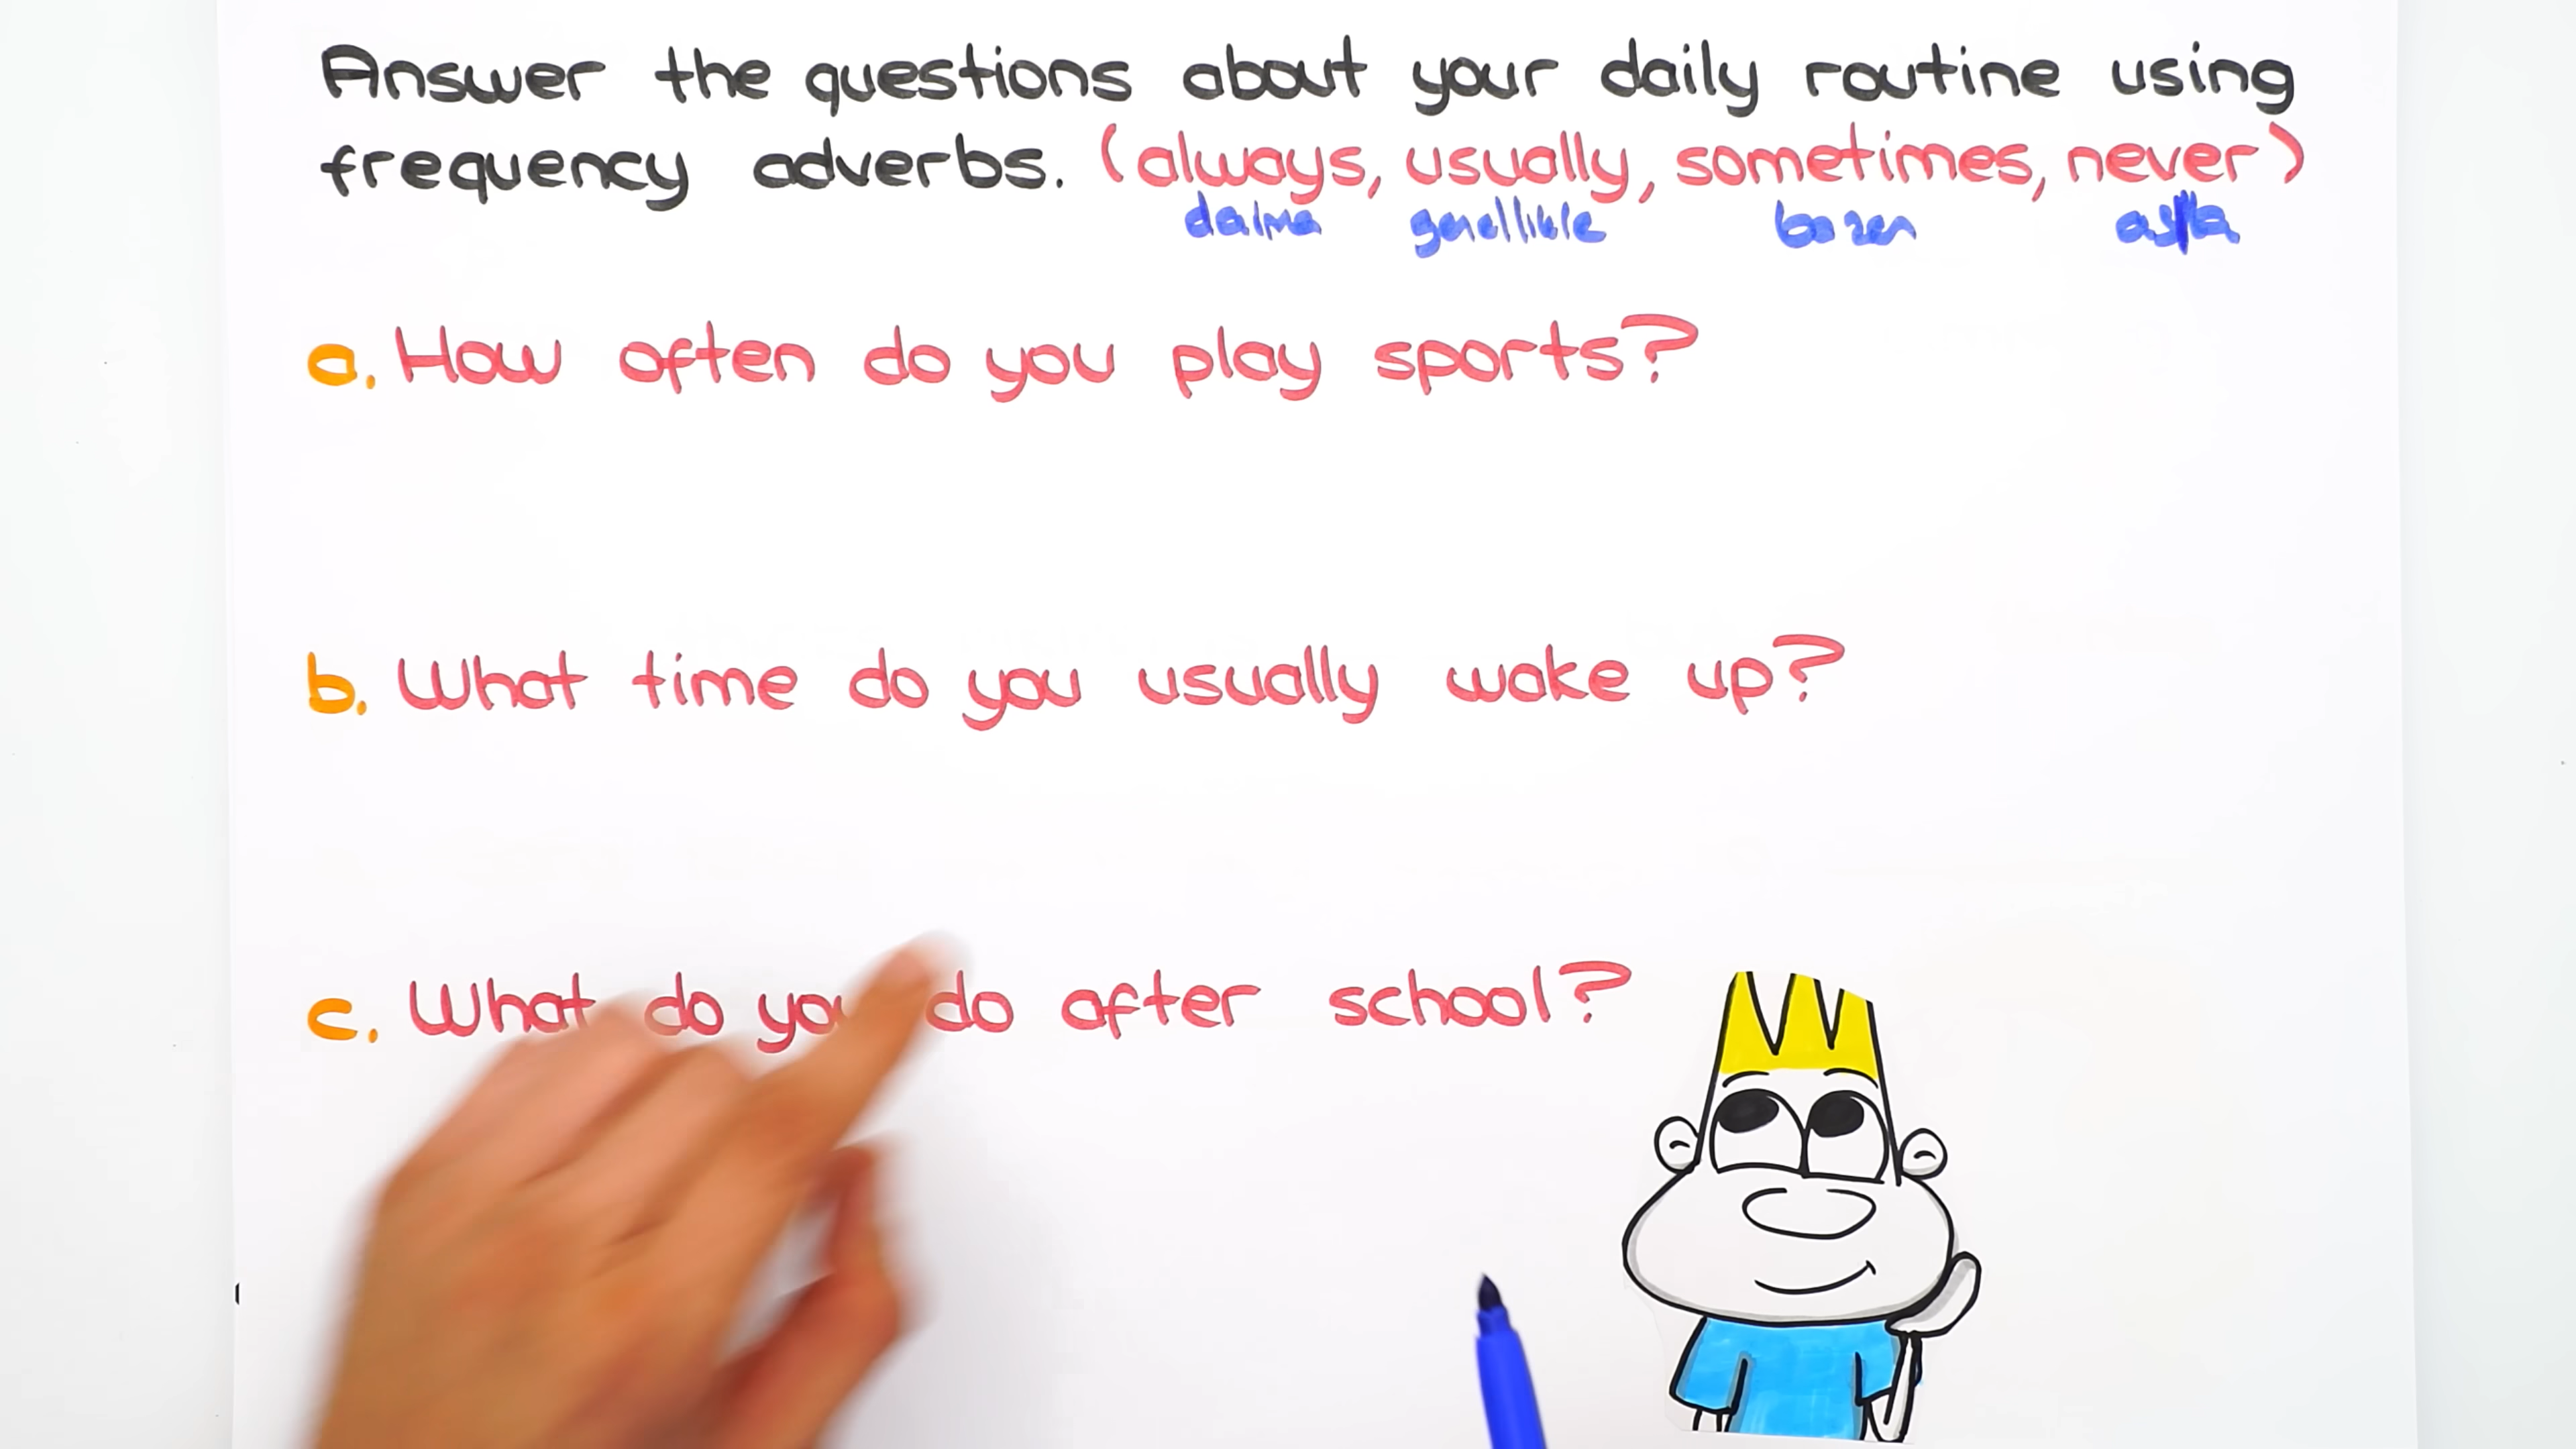 Answer the questions about your daily routine using
frequency adverbs. (always, usually, sometimes, never)
daima genellikle bazen asla
a. How often do you play sports?
b. What time do you usually wake up?
c. What do you do after school?